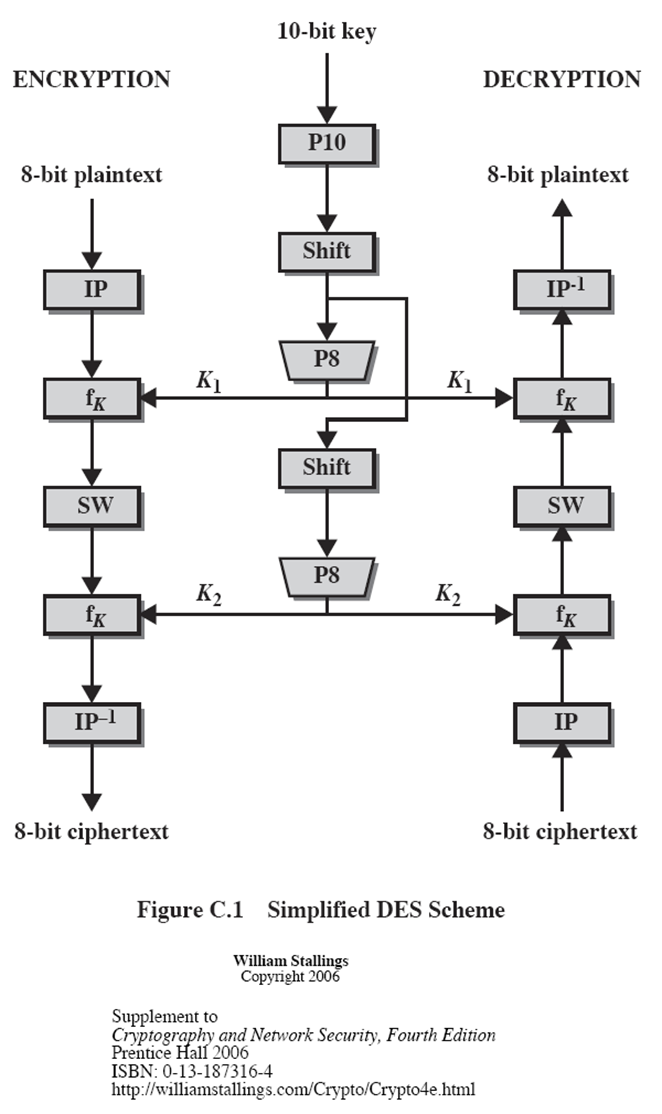 10-bit key
ENCRYPTION
DECRYPTION
P10
8-bit plaintext
8-bit plaintext
Shift
IP
IP-1
P8
K1
K1
fK
fK
Shift
SW
SW
P8
K2
K2
fK
fK
IP–1
IP
8-bit ciphertext
8-bit ciphertext
Figure C.1 Simplified DES Scheme
William Stallings
Copyright 2006
Supplement to
Cryptography and Network Security, Fourth Edition
Prentice Hall 2006
ISBN: 0-13-187316-4
http://williamstallings.com/Crypto/Crypto4e.html